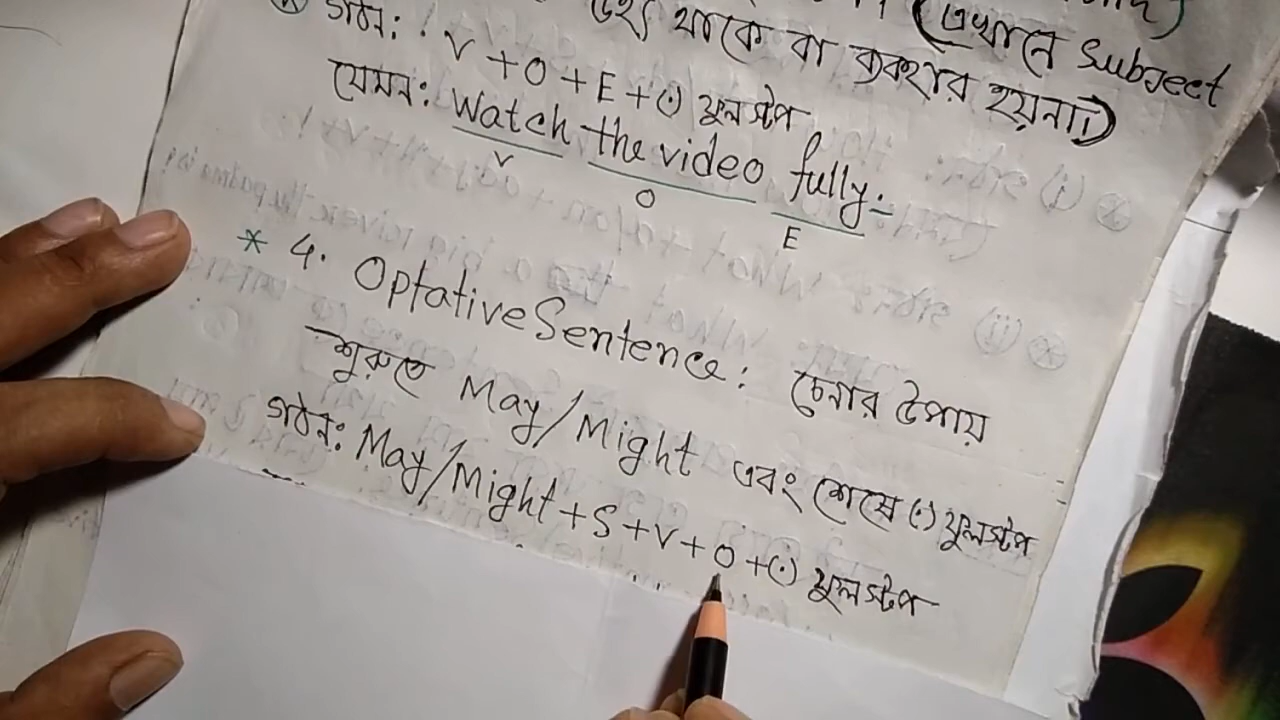 (এখানে Subject
গঠন: উহ্য থাকে বা ব্যবহার হয়না।)
V + O + E + (.) ফুলস্টপ
যেমন: Watch the video fully.
V O E
* 4. Optative Sentence: চেনার উপায়
শুরুতে May/Might এবং শেষে (.) ফুলস্টপ
গঠন: May/Might + S + V + O + (.) ফুলস্টপ